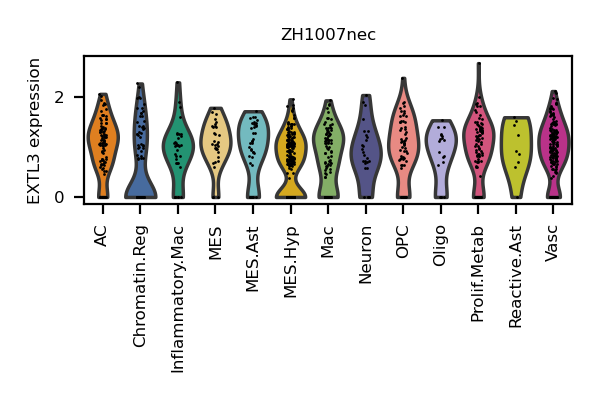 ZH1007nec
EXTL3 expression
2
0
AC
Chromatin.Reg
Inflammatory.Mac
MES
MES.Ast
MES.Hyp
Mac
Neuron
OPC
Oligo
Prolif.Metab
Reactive.Ast
Vasc